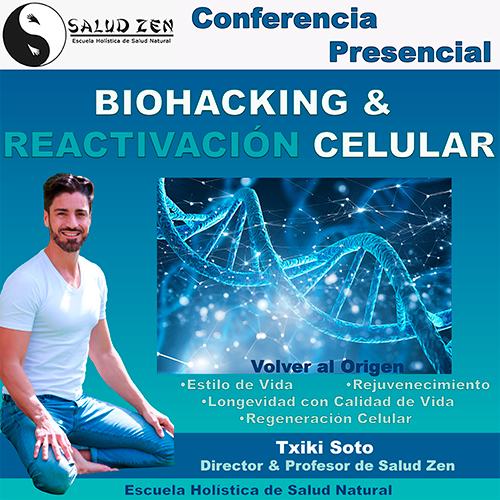 SALUD ZEN
Escuela Holística de Salud Natural
Conferencia
Presencial
BIOHACKING &
REACTIVACIÓN CELULAR
Volver al Origen
•Estilo de Vida •Rejuvenecimiento
•Longevidad con Calidad de Vida
•Regeneración Celular
Txiki Soto
Director & Profesor de Salud Zen
Escuela Holística de Salud Natural